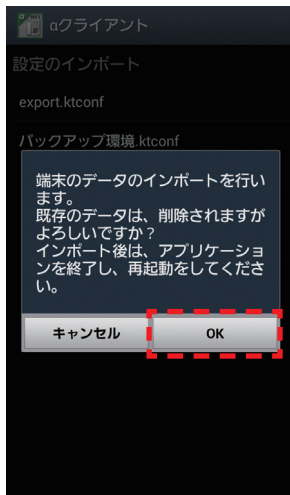 αクライアント
設定のインポート
export.ktconf
バックアップ環境.ktconf
端末のデータのインポートを行い
ます。
既存のデータは、削除されますが
よろしいですか？
インポート後は、アプリケーショ
ンを終了し、再起動をしてくださ
い。
キャンセル
OK